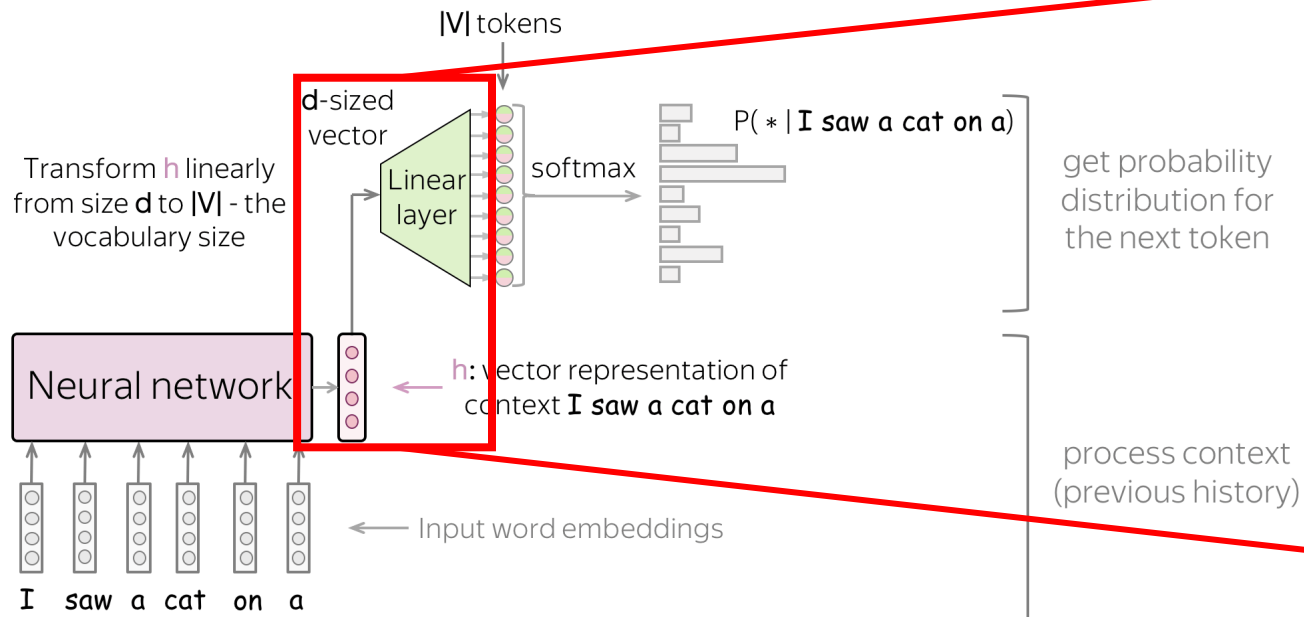 |V| tokens
d-sized
vector
Transform h linearly
from size d to |V| - the
vocabulary size
Linear
layer
softmax
P( * | I saw a cat on a)
get probability
distribution for
the next token
Neural network
h: vector representation of
context I saw a cat on a
process context
(previous history)
Input word embeddings
I saw a cat on a